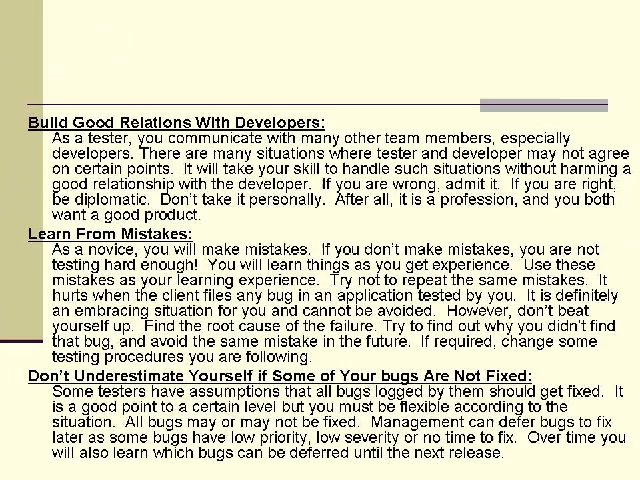 Build Good Relations With Developers:
As a tester, you communicate with many other team members, especially
developers. There are many situations where tester and developer may not agree
on certain points.  It will take your skill to handle such situations without harming a
good relationship with the developer.  If you are wrong, admit it.  If you are right,
be diplomatic.  Don't take it personally.  After all, it is a profession, and you both
want a good product.
Learn From Mistakes:
As a novice, you will make mistakes.  If you don't make mistakes, you are not
testing hard enough!  You will learn things as you get experience.  Use these
mistakes as your learning experience.  Try not to repeat the same mistakes.  It
hurts when the client files any bug in an application tested by you.  It is definitely
an embracing situation for you and cannot be avoided.  However, don't beat
yourself up.  Find the root cause of the failure. Try to find out why you didn't find
that bug, and avoid the same mistake in the future.  If required, change some
testing procedures you are following.
Don't Underestimate Yourself if Some of Your bugs Are Not Fixed:
Some testers have assumptions that all bugs logged by them should get fixed.  It
is a good point to a certain level but you must be flexible according to the
situation.  All bugs may or may not be fixed.  Management can defer bugs to fix
later as some bugs have low priority, low severity or no time to fix.  Over time you
will also learn which bugs can be deferred until the next release.